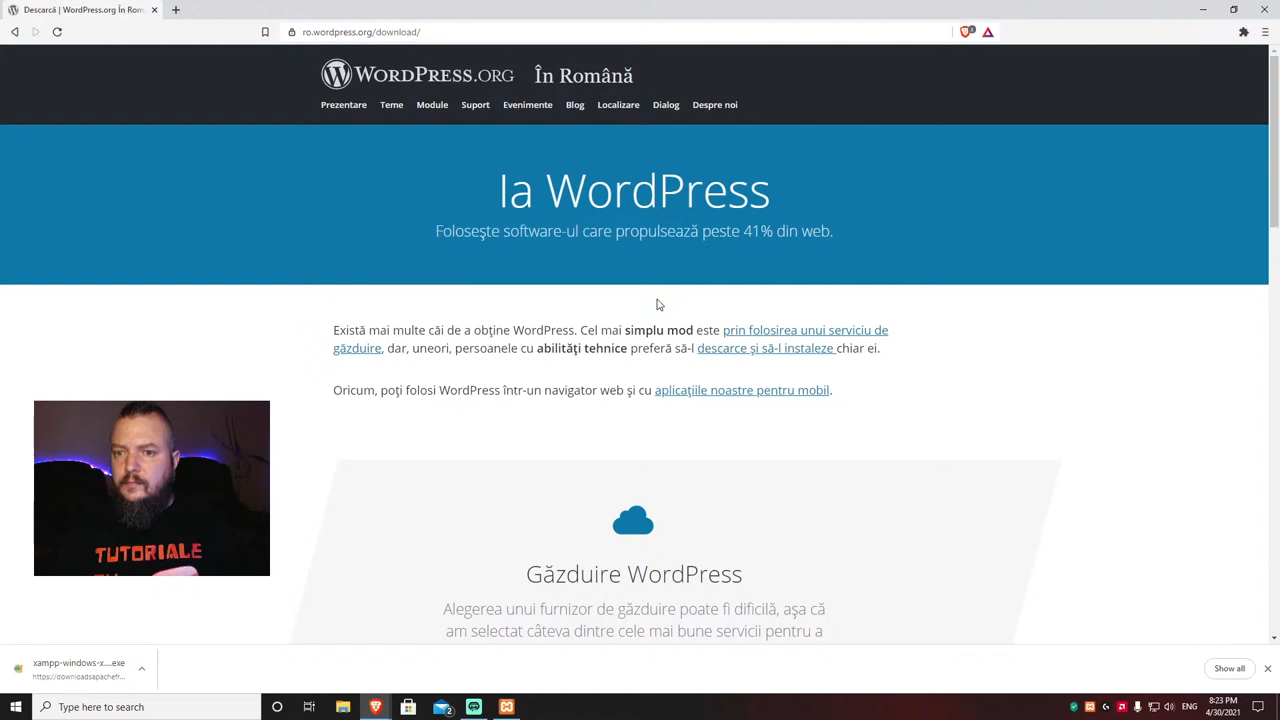 Descarcă | WordPress.org În Rom
ro.wordpress.org/download/
WORDPRESS.ORG În Română
Prezentare Teme Module Suport Evenimente Blog Localizare Dialog Despre noi
Ia WordPress
Folosește software-ul care propulsează peste 41% din web.
Există mai multe căi de a obține WordPress. Cel mai simplu mod este prin folosirea unui serviciu de
găzduire, dar, uneori, persoanele cu abilități tehnice preferă să-l descarce și să-l instaleze chiar ei.
Oricum, poți folosi WordPress într-un navigator web și cu aplicațiile noastre pentru mobil.
TUTORIALE
Găzduire WordPress
Alegerea unui furnizor de găzduire poate fi dificilă, așa că
am selectat câteva dintre cele mai bune servicii pentru a
xampp-windows-x....exe
https://downloadsapachefr...
Show all
Type here to search
2
ENG
8:23 PM
4/30/2021